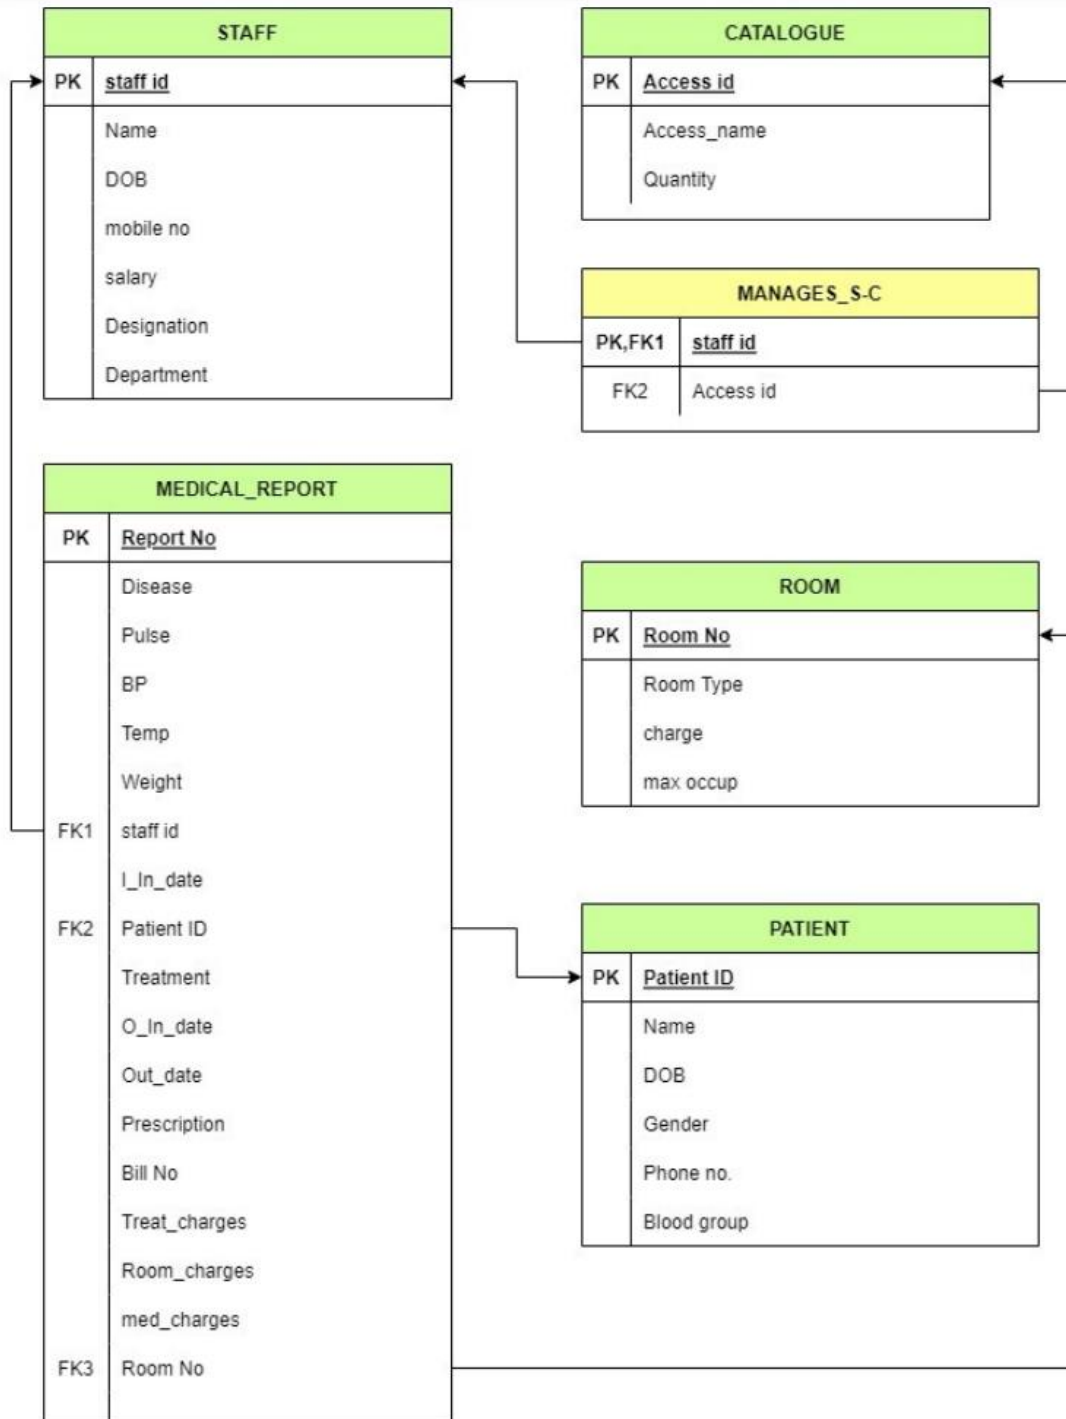 STAFF
PK staff id
Name
DOB
mobile no
salary
Designation
Department
CATALOGUE
PK Access id
Access_name
Quantity
MANAGES_S-C
PK,FK1 staff id
FK2 Access id
MEDICAL_REPORT
PK Report No
Disease
Pulse
BP
Temp
Weight
FK1 staff id
I_In_date
FK2 Patient ID
Treatment
O_In_date
Out_date
Prescription
Bill No
Treat_charges
Room_charges
med_charges
FK3 Room No
ROOM
PK Room No
Room Type
charge
max occup
PATIENT
PK Patient ID
Name
DOB
Gender
Phone no.
Blood group